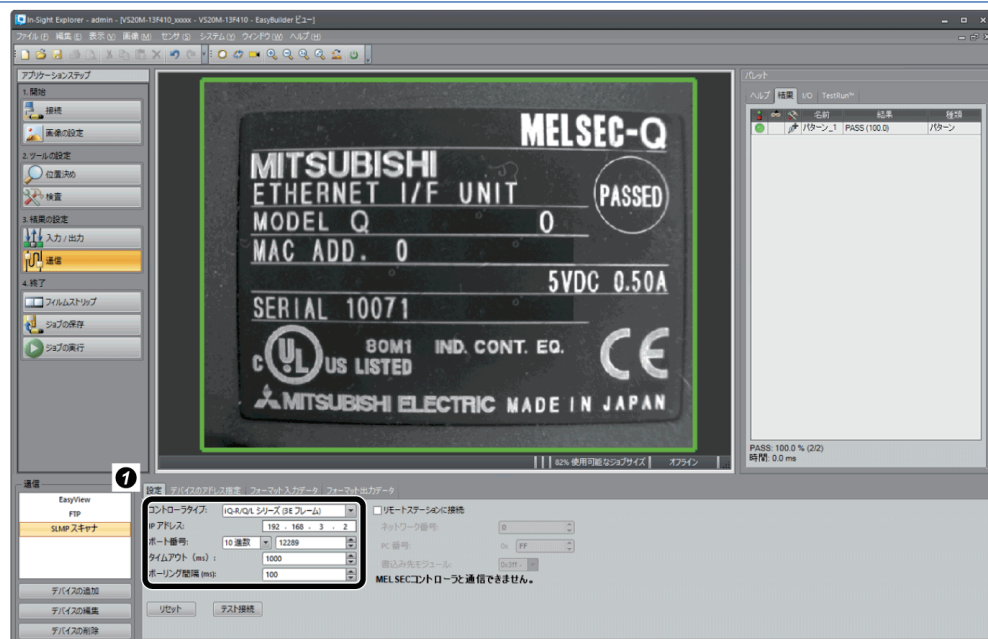 In-Sight Explorer - admin - [VS20M-13F410_xxxxx - VS20M-13F410 - EasyBuilder ビュー]
ファイル(F) 編集(E) 表示(V) 画像(M) センサ(S) システム(Y) ウィンドウ(W) ヘルプ(H)
アプリケーションステップ
1. 開始
接続
画像の設定
2. ツールの設定
位置決め
検査
3. 結果の設定
入力 / 出力
通信
4. 終了
フィルムストリップ
ジョブの保存
ジョブの実行
MELSEC-Q
MITSUBISHI
ETHERNET I/F UNIT
PASSED
MODEL Q 0
MAC ADD. 0
5VDC 0.50A
SERIAL 10071
C UL US LISTED
80M1 IND. CONT. EQ.
CE
MITSUBISHI ELECTRIC MADE IN JAPAN
82% 使用可能なジョブサイズ オフライン
パレット
ヘルプ 結果 I/O TestRun™
名前 結果 種類
パターン_1 PASS (100.0) パターン
PASS: 100.0 % (2/2)
時間: 0.0 ms
通信
EasyView
FTP
SLMP スキャナ
デバイスの追加
デバイスの編集
デバイスの削除
1
設定 デバイスのアドレス指定 フォーマット入力データ フォーマット出力データ
コントローラタイプ: iQ-R/Q/L シリーズ (3E フレーム)
IP アドレス: 192 . 168 . 3 . 2
ポート番号: 10 進数 12289
タイムアウト (ms) : 1000
ポーリング間隔 (ms): 100
リセット テスト接続
リモートステーションに接続:
ネットワーク番号: 0
PC 番号: 0x FF
書込み先モジュール: 0x3ff -
MELSECコントローラと通信できません。